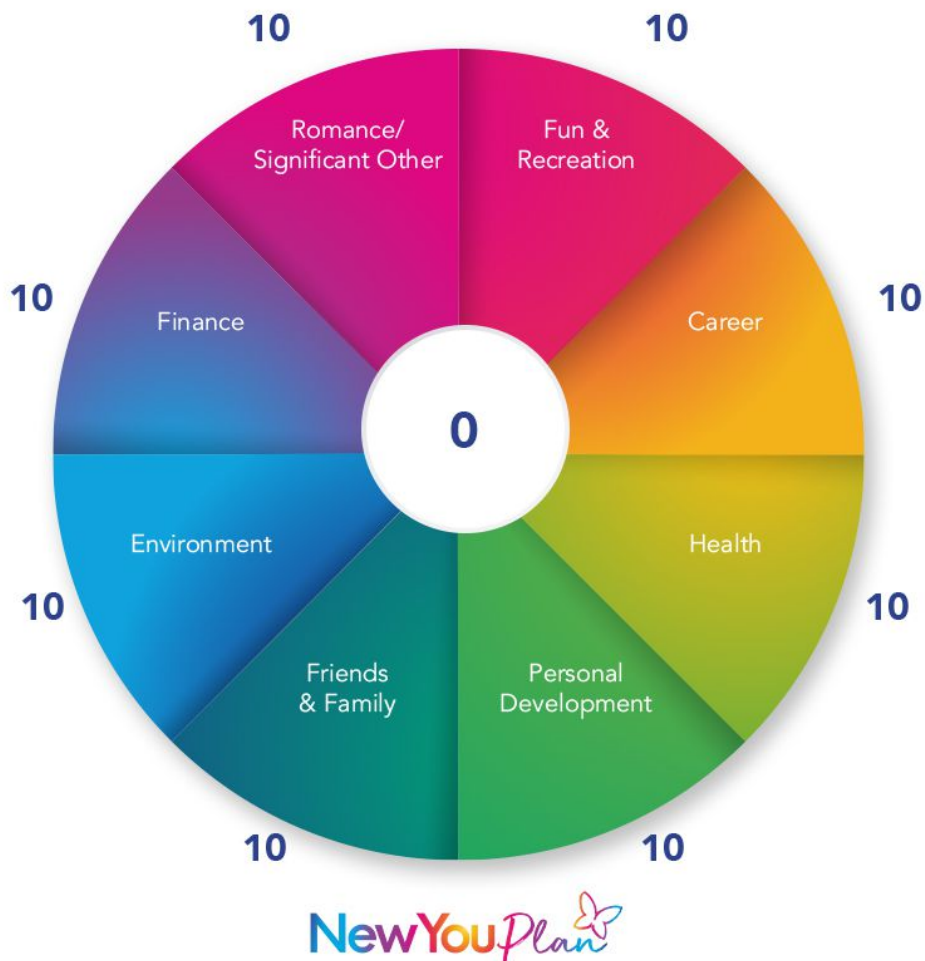 10
10
Romance/
Significant Other
Fun &
Recreation
10
10
Finance
Career
0
Environment
Health
10
10
Friends
& Family
Personal
Development
10
10
NewYouPlan